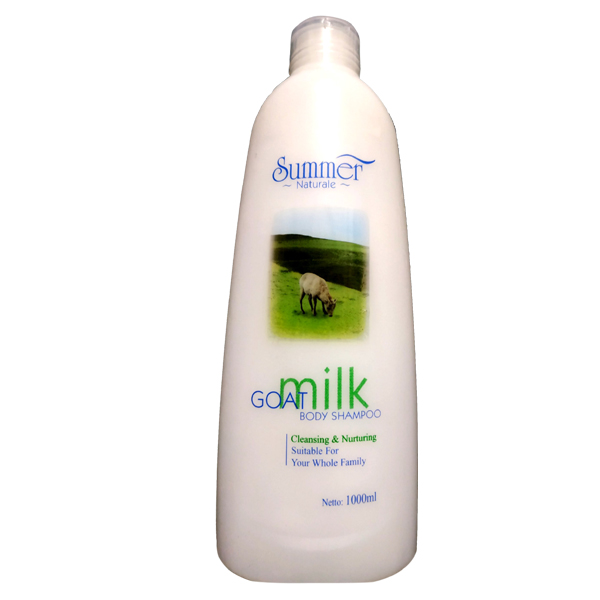 Summer
~ Naturale ~
GOAT milk
BODY SHAMPOO
Cleansing & Nurturing
Suitable For
Your Whole Family
Netto: 1000ml